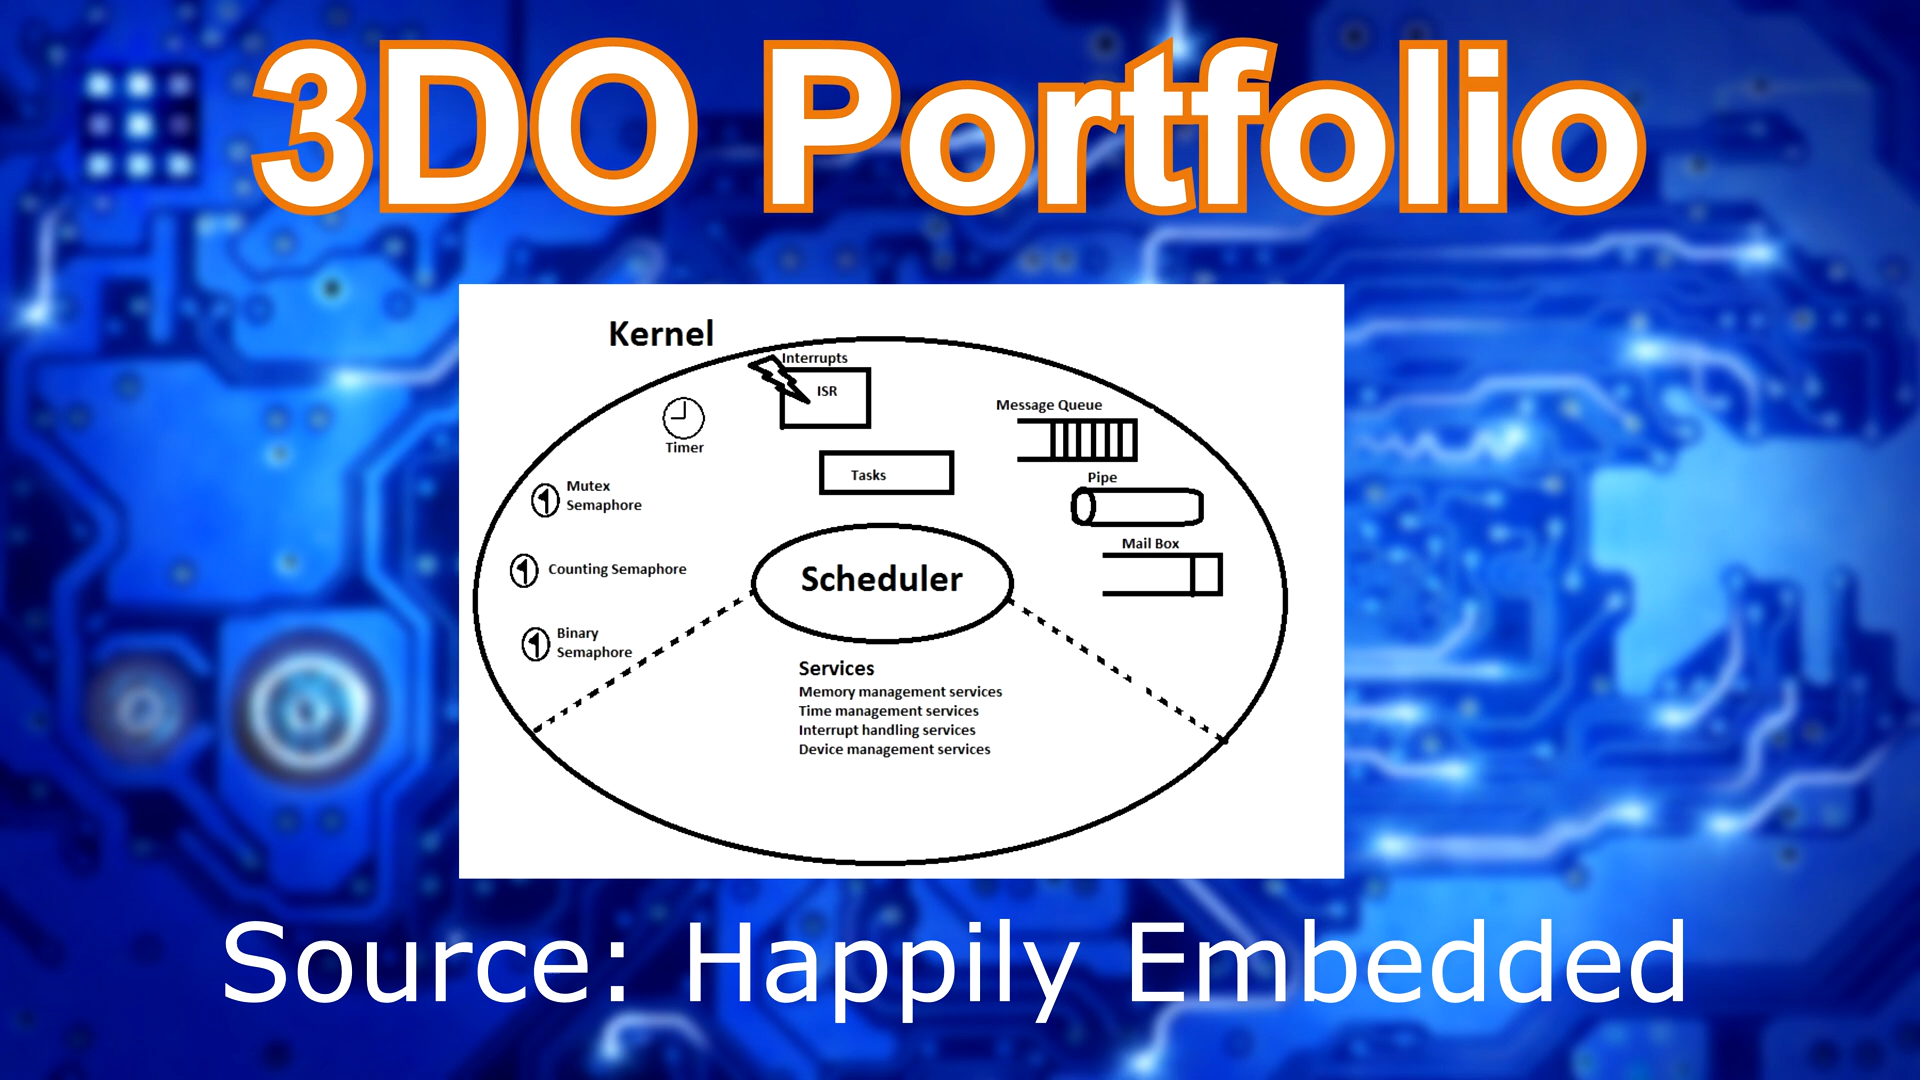 3DO Portfolio
Kernel
Interrupts
ISR
Timer
Message Queue
Tasks
Pipe
Mutex
Semaphore
Mail Box
Counting Semaphore
Scheduler
Binary
Semaphore
Services
Memory management services
Time management services
Interrupt handling services
Device management services
Source: Happily Embedded